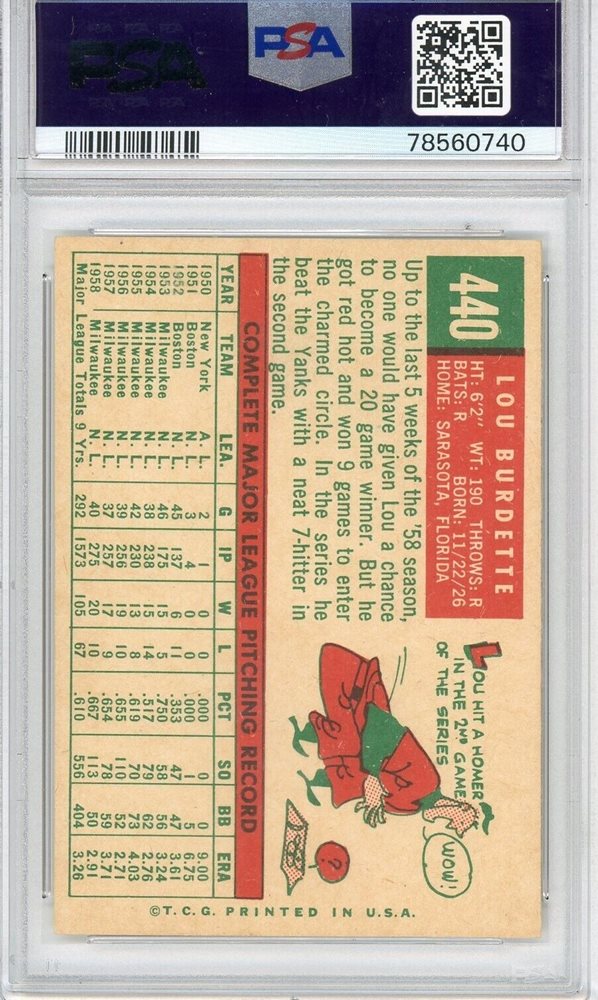 PSA
PSA
78560740
440
LOU BURDETTE
HT: 6'2" WT: 190 THROWS: R
BATS: R BORN: 11/22/26
HOME: SARASOTA, FLORIDA
Up to the last 5 weeks of the '58 season,
no one would have given Lou a chance
to become a 20 game winner. But he
got red hot and won 9 games to enter
the charmed circle. In the series he
beat the Yanks with a neat 7-hitter in
the second game.
LOU HIT A HOMER
IN THE 2ND GAME
OF THE SERIES
WOW!
?
COMPLETE MAJOR LEAGUE PITCHING RECORD
YEAR TEAM LEA. G IP W L PCT SO BB ERA
1950 New York A. L. 2 1 0 0 .000 0 0 9.00
1951 Boston N. L. 3 4 0 0 .000 1 5 6.75
1952 Boston N. L. 45 137 6 11 .353 47 47 3.61
1953 Milwaukee N. L. 46 175 15 5 .750 58 56 3.24
1954 Milwaukee N. L. 38 238 15 14 .517 79 62 2.76
1955 Milwaukee N. L. 42 230 13 8 .619 70 73 4.03
1956 Milwaukee N. L. 39 256 19 10 .655 110 52 2.71
1957 Milwaukee N. L. 37 257 17 9 .654 78 59 3.71
1958 Milwaukee N. L. 40 275 20 10 .667 113 50 2.91
Major League Totals 9 Yrs. 292 1573 105 67 .610 556 404 3.26
©T.C.G. PRINTED IN U.S.A.
PSA